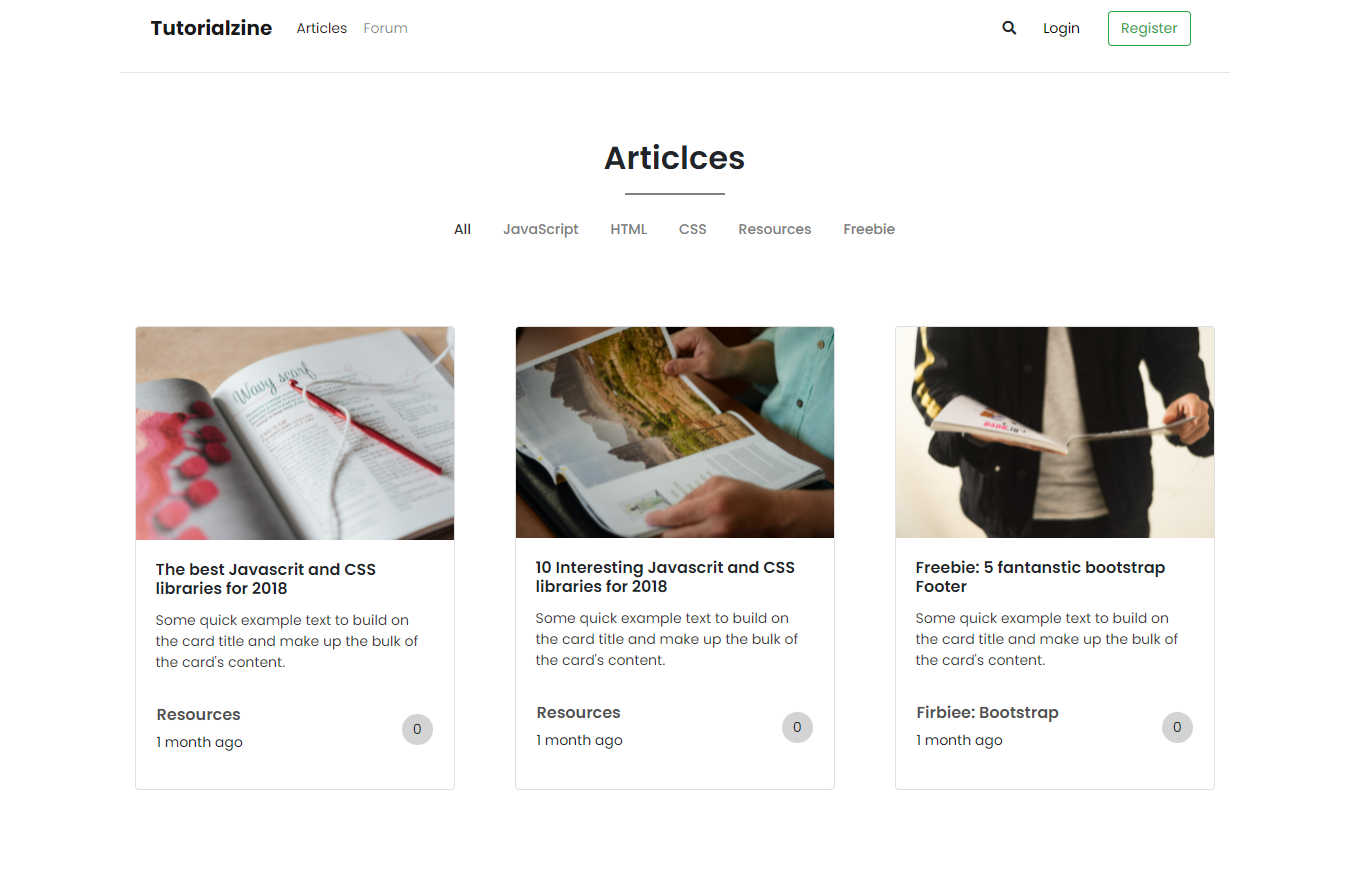 Tutorialzine Articles Forum Login Register
Articlces
All JavaScript HTML CSS Resources Freebie
Wavy scarf
The best Javascrit and CSS
libraries for 2018
Some quick example text to build on
the card title and make up the bulk of
the card's content.
Resources
1 month ago
0
10 Interesting Javascrit and CSS
libraries for 2018
Some quick example text to build on
the card title and make up the bulk of
the card's content.
Resources
1 month ago
0
Freebie: 5 fantanstic bootstrap
Footer
Some quick example text to build on
the card title and make up the bulk of
the card's content.
Firbiee: Bootstrap
1 month ago
0